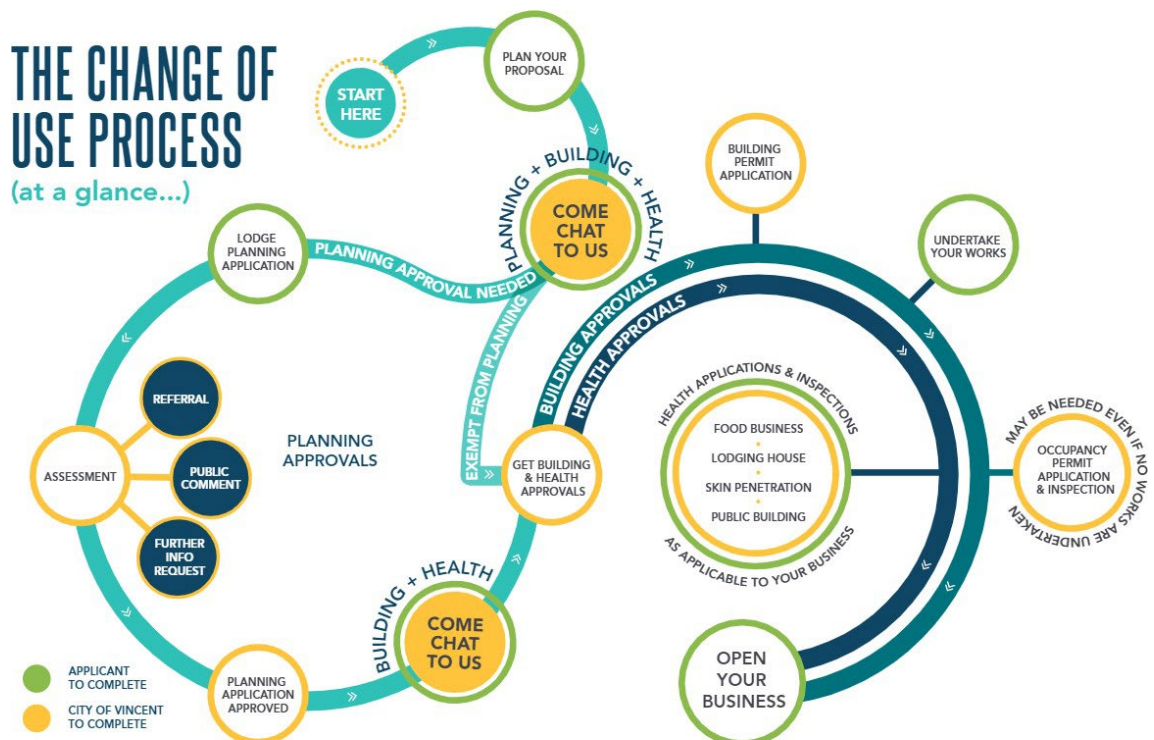 THE CHANGE OF
USE PROCESS
(at a glance...)
START
HERE
PLAN YOUR
PROPOSAL
PLANNING + BUILDING + HEALTH
COME
CHAT
TO US
LODGE
PLANNING
APPLICATION
PLANNING APPROVAL NEEDED
EXEMPT FROM PLANNING
ASSESSMENT
REFERRAL
PUBLIC
COMMENT
FURTHER
INFO
REQUEST
PLANNING
APPROVALS
PLANNING
APPLICATION
APPROVED
BUILDING + HEALTH
COME
CHAT
TO US
GET BUILDING
& HEALTH
APPROVALS
BUILDING APPROVALS
HEALTH APPROVALS
BUILDING
PERMIT
APPLICATION
UNDERTAKE
YOUR WORKS
HEALTH APPLICATIONS & INSPECTIONS
FOOD BUSINESS
LODGING HOUSE
SKIN PENETRATION
PUBLIC BUILDING
AS APPLICABLE TO YOUR BUSINESS
MAY BE NEEDED EVEN IF NO WORKS ARE UNDERTAKEN
OCCUPANCY
PERMIT
APPLICATION
& INSPECTION
OPEN
YOUR
BUSINESS
APPLICANT
TO COMPLETE
CITY OF VINCENT
TO COMPLETE